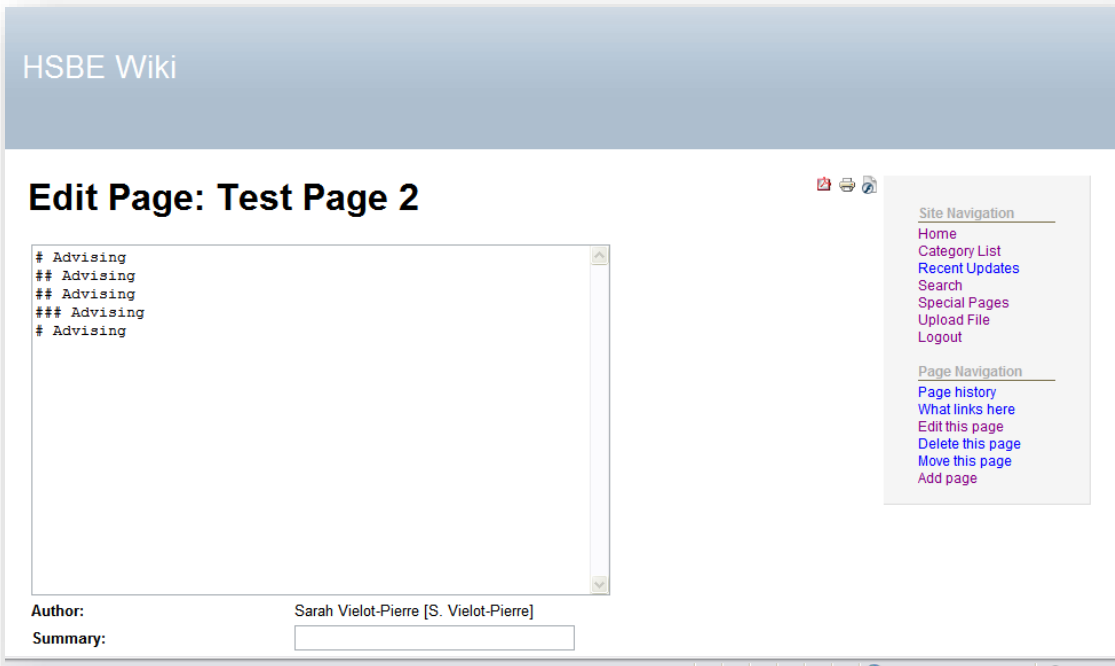 HSBE Wiki
Edit Page: Test Page 2
# Advising
## Advising
## Advising
### Advising
# Advising
Author: Sarah Vielot-Pierre [S. Vielot-Pierre]
Summary:
Site Navigation
Home
Category List
Recent Updates
Search
Special Pages
Upload File
Logout
Page Navigation
Page history
What links here
Edit this page
Delete this page
Move this page
Add page